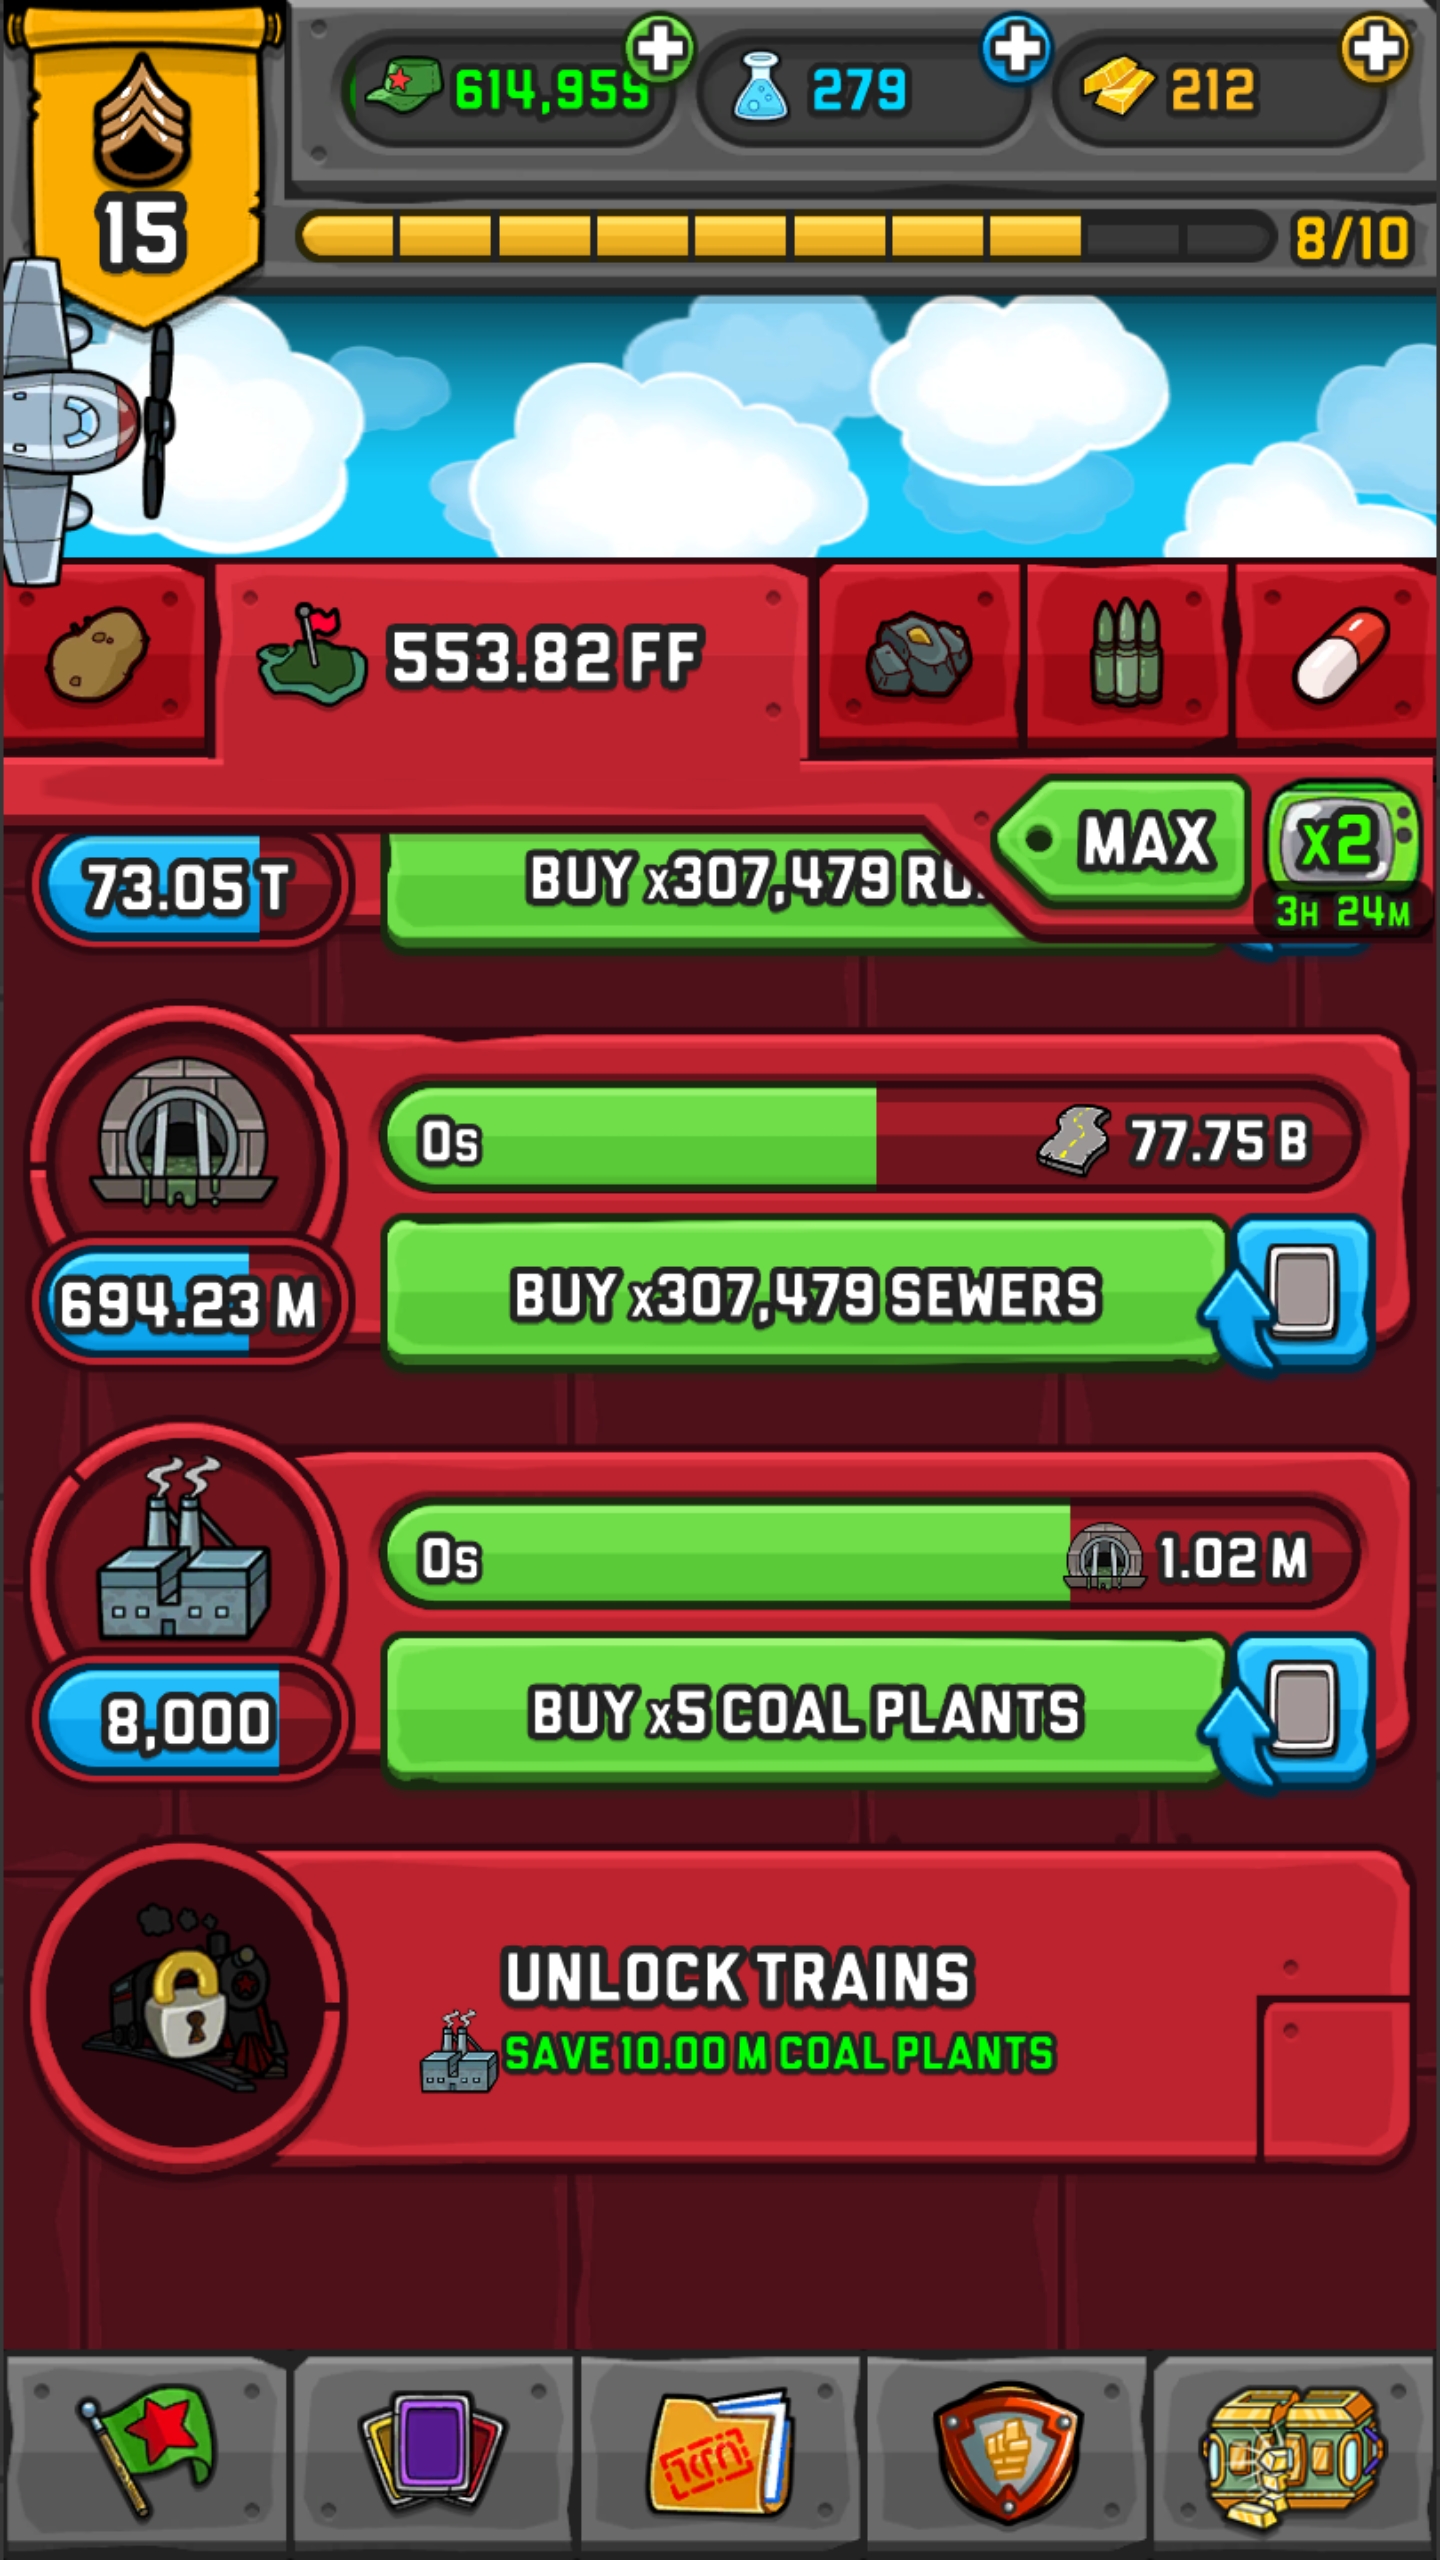 614,959
279
212
15
8/10
553.82 FF
MAX
x2
3H 24M
73.05 T
BUY x307,479
0s
77.75 B
694.23 M
BUY x307,479 SEWERS
0s
1.02 M
8,000
BUY x5 COAL PLANTS
UNLOCK TRAINS
SAVE 10.00 M COAL PLANTS